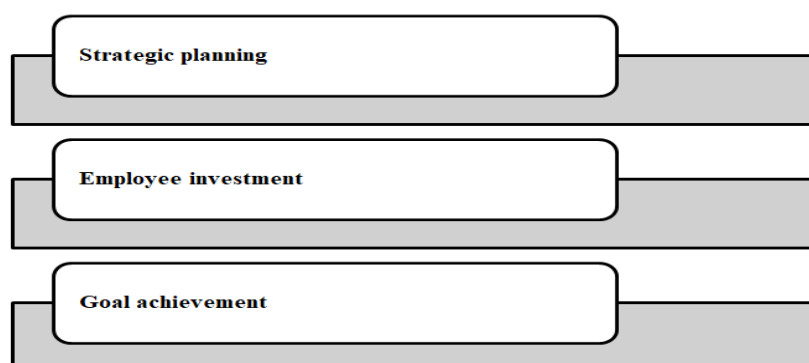 Strategic planning
Employee investment
Goal achievement